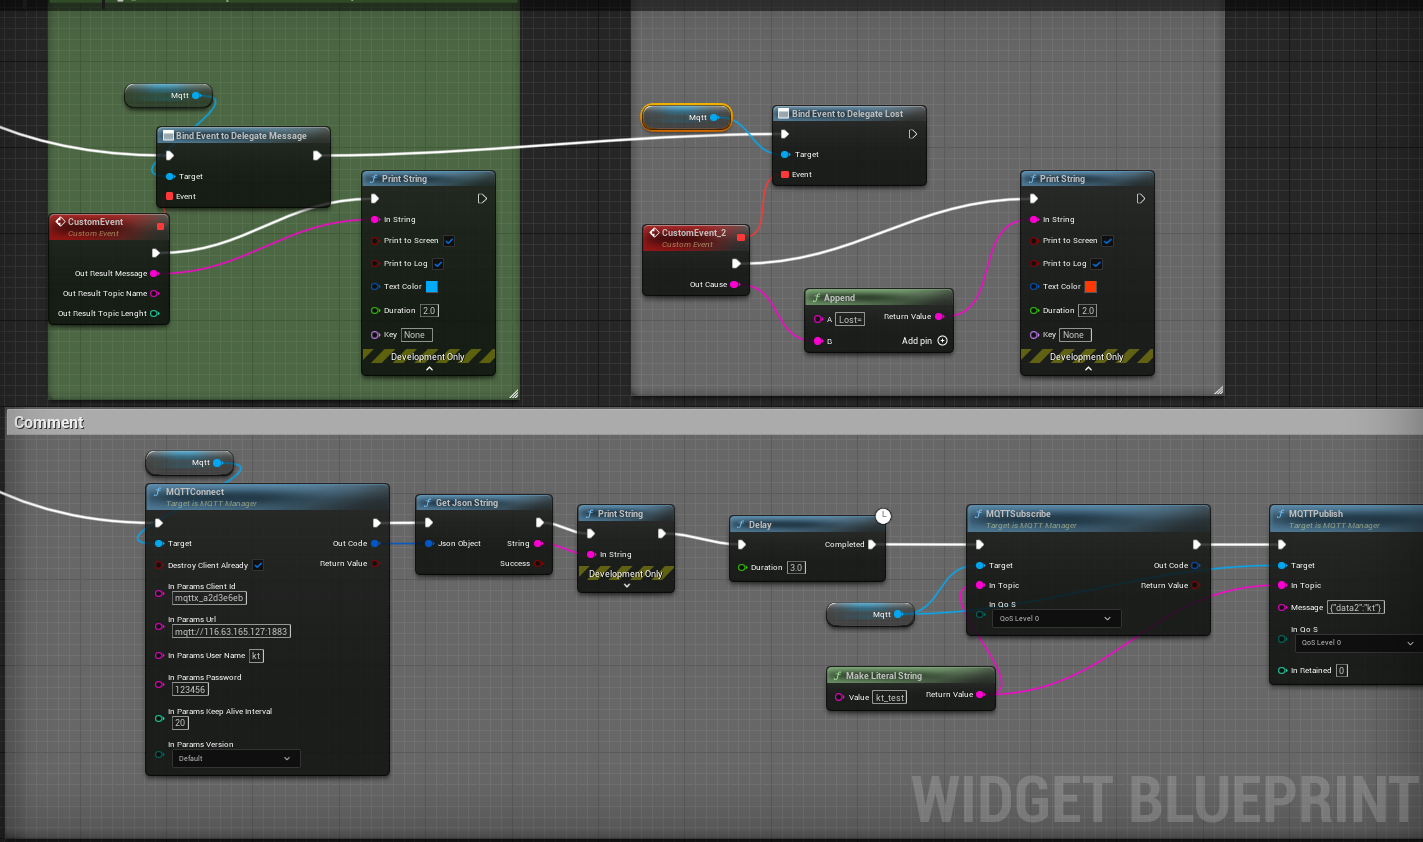 Mqtt
Bind Event to Delegate Message
Target
Event
CustomEvent
Custom Event
Out Result Message
Out Result Topic Name
Out Result Topic Lenght
Print String
In String
Print to Screen
Print to Log
Text Color
Duration 2.0
Key None
Development Only
Mqtt
Bind Event to Delegate Lost
Target
Event
CustomEvent_2
Custom Event
Out Cause
Append
A Lost= Return Value
B Add pin
Print String
In String
Print to Screen
Print to Log
Text Color
Duration 2.0
Key None
Development Only
Comment
Mqtt
MQTTConnect
Target is MQTT Manager
Target Out Code
Destroy Client Already Return Value
In Params Client Id
mqttx_a2d3e6eb
In Params Url
mqtt://116.63.165.127:1883
In Params User Name kt
In Params Password
123456
In Params Keep Alive Interval
20
In Params Version
Default
Get Json String
Json Object String
Success
Print String
In String
Development Only
Delay
Completed
Duration 3.0
Mqtt
Make Literal String
Value kt_test Return Value
MQTTSubscribe
Target is MQTT Manager
Target Out Code
In Topic Return Value
In Qo S
QoS Level 0
MQTTPublish
Target is MQTT Manager
Target
In Topic
Message {"data2":"kt"}
In Qo S
QoS Level 0
In Retained 0
WIDGET BLUEPRINT